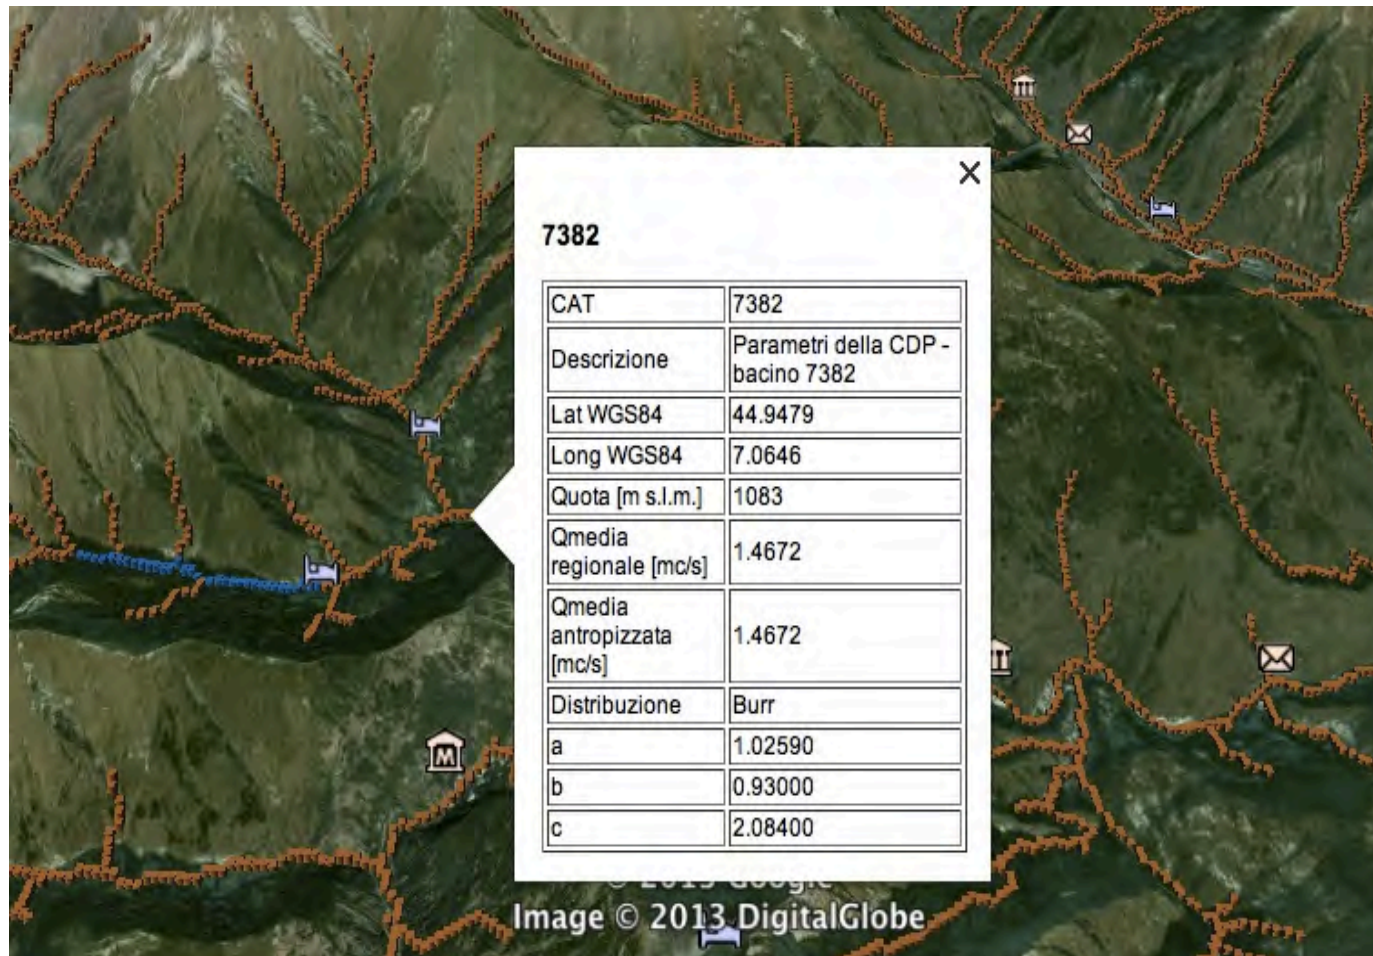 7382
CAT 7382
Descrizione Parametri della CDP -
bacino 7382
Lat WGS84 44.9479
Long WGS84 7.0646
Quota [m s.l.m.] 1083
Qmedia
regionale [mc/s] 1.4672
Qmedia
antropizzata
[mc/s] 1.4672
Distribuzione Burr
a 1.02590
b 0.93000
c 2.08400
M
© 2013 Google
Image © 2013 DigitalGlobe